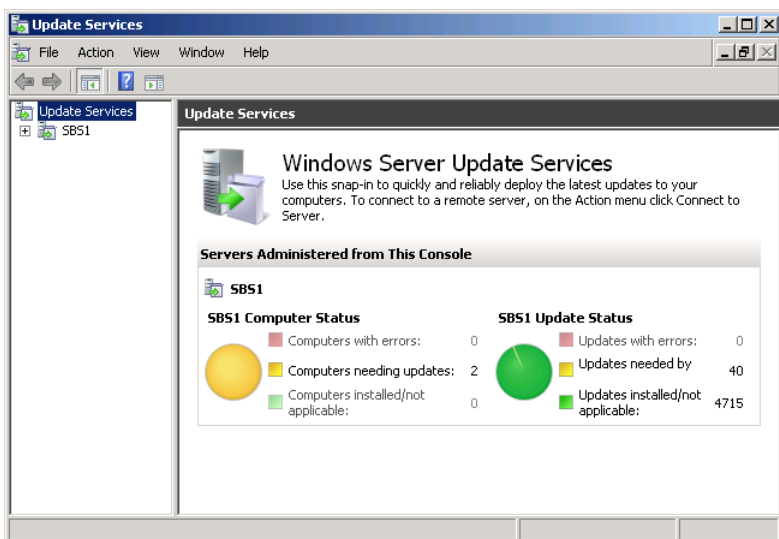 Update Services
File Action View Window Help
Update Services
SBS1
Update Services
Windows Server Update Services
Use this snap-in to quickly and reliably deploy the latest updates to your
computers. To connect to a remote server, on the Action menu click Connect to
Server.
Servers Administered from This Console
SBS1
SBS1 Computer Status
Computers with errors: 0
Computers needing updates: 2
Computers installed/not
applicable: 0
SBS1 Update Status
Updates with errors: 0
Updates needed by 40
Updates installed/not
applicable: 4715